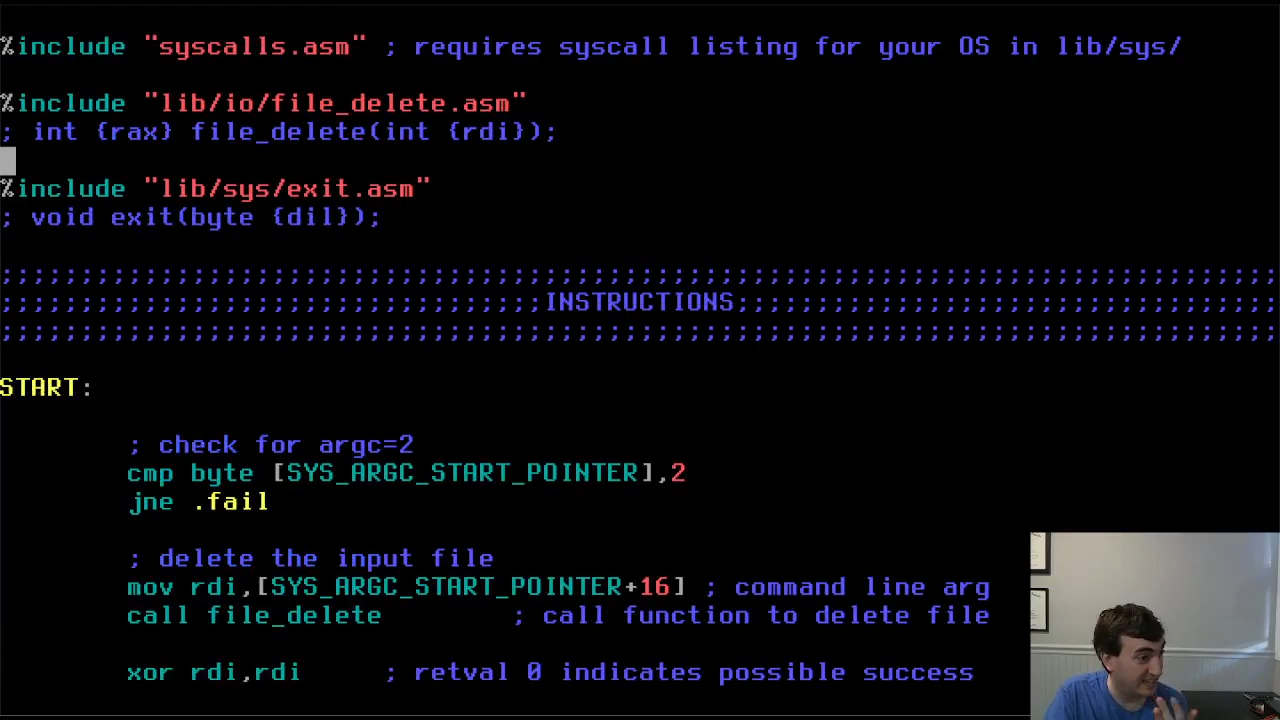 %include "syscalls.asm" ; requires syscall listing for your OS in lib/sys/
%include "lib/io/file_delete.asm"
; int {rax} file_delete(int {rdi});
%include "lib/sys/exit.asm"
; void exit(byte {dil});
;;;;;;;;;;;;;;;;;;;;;;;;;;;;;;;;;;;;;;;;;;;;;;;;;;;;;;;;;;;;;;;;;;;;;;;;;;;;;;;;
;;;;;;;;;;;;;;;;;;;;;;;;;;;;;;;;;;INSTRUCTIONS;;;;;;;;;;;;;;;;;;;;;;;;;;;;;;;;;;
;;;;;;;;;;;;;;;;;;;;;;;;;;;;;;;;;;;;;;;;;;;;;;;;;;;;;;;;;;;;;;;;;;;;;;;;;;;;;;;;
START:
; check for argc=2
cmp byte [SYS_ARGC_START_POINTER],2
jne .fail
; delete the input file
mov rdi,[SYS_ARGC_START_POINTER+16] ; command line arg
call file_delete ; call function to delete file
xor rdi,rdi ; retval 0 indicates possible success